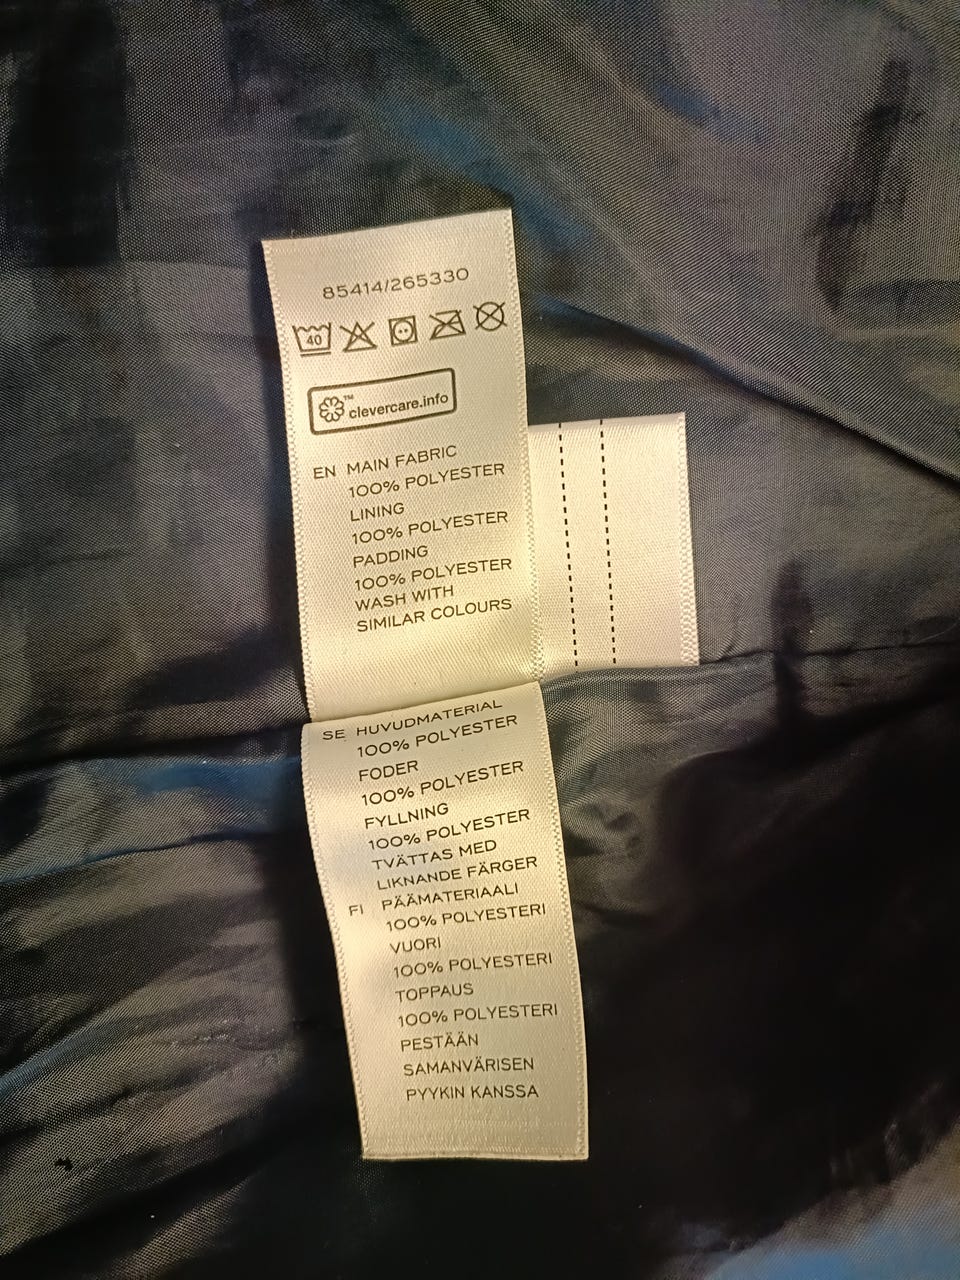 85414/265330
40
™
clevercare.info
EN MAIN FABRIC
100% POLYESTER
LINING
100% POLYESTER
PADDING
100% POLYESTER
WASH WITH
SIMILAR COLOURS
SE HUVUDMATERIAL
100% POLYESTER
FODER
100% POLYESTER
FYLLNING
100% POLYESTER
TVÄTTAS MED
LIKNANDE FÄRGER
FI PÄÄMATERIAALI
100% POLYESTERI
VUORI
100% POLYESTERI
TOPPAUS
100% POLYESTERI
PESTÄÄN
SAMANVÄRISEN
PYYKIN KANSSA